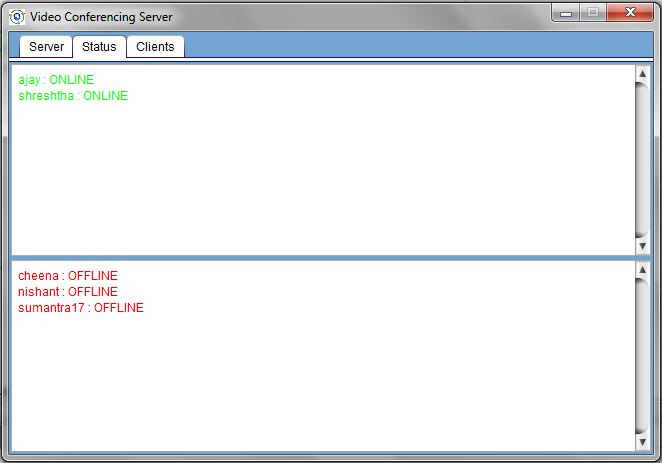 Video Conferencing Server
Server Status Clients
ajay : ONLINE
shreshtha : ONLINE
cheena : OFFLINE
nishant : OFFLINE
sumantra17 : OFFLINE